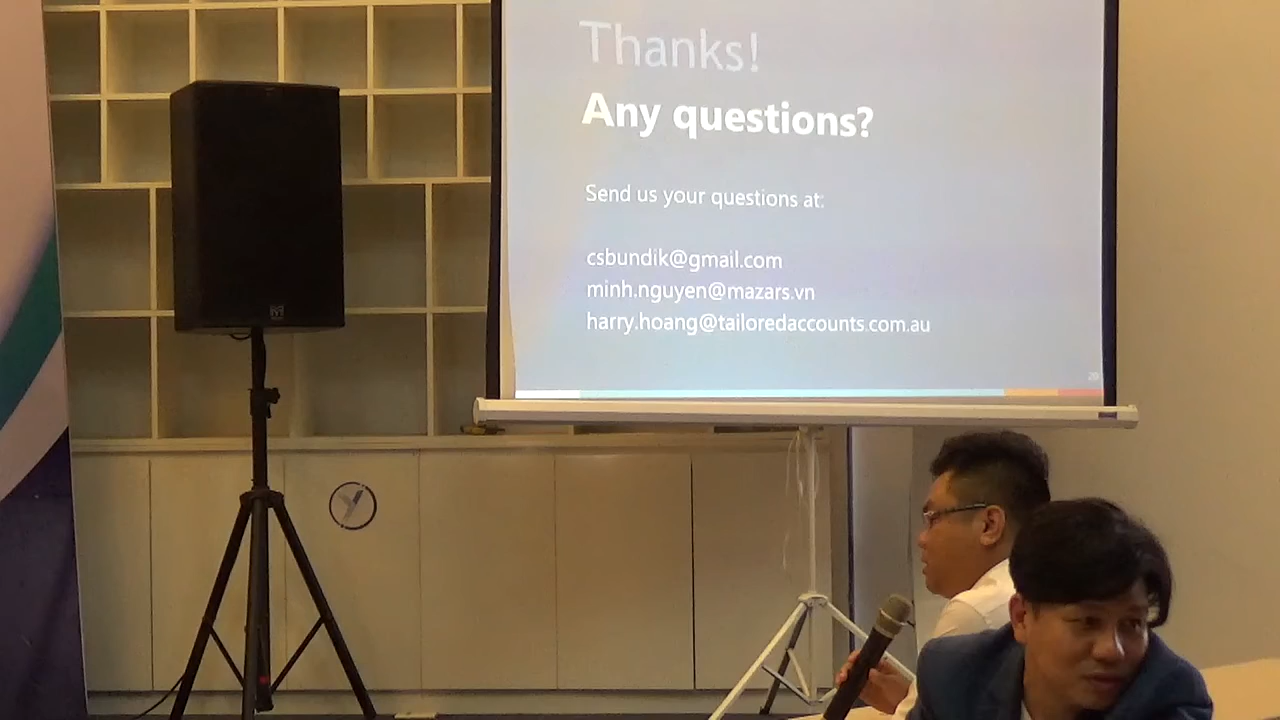 Thanks!
Any questions?
Send us your questions at:
csbundik@gmail.com
minh.nguyen@mazars.vn
harry.hoang@tailoredaccounts.com.au
20